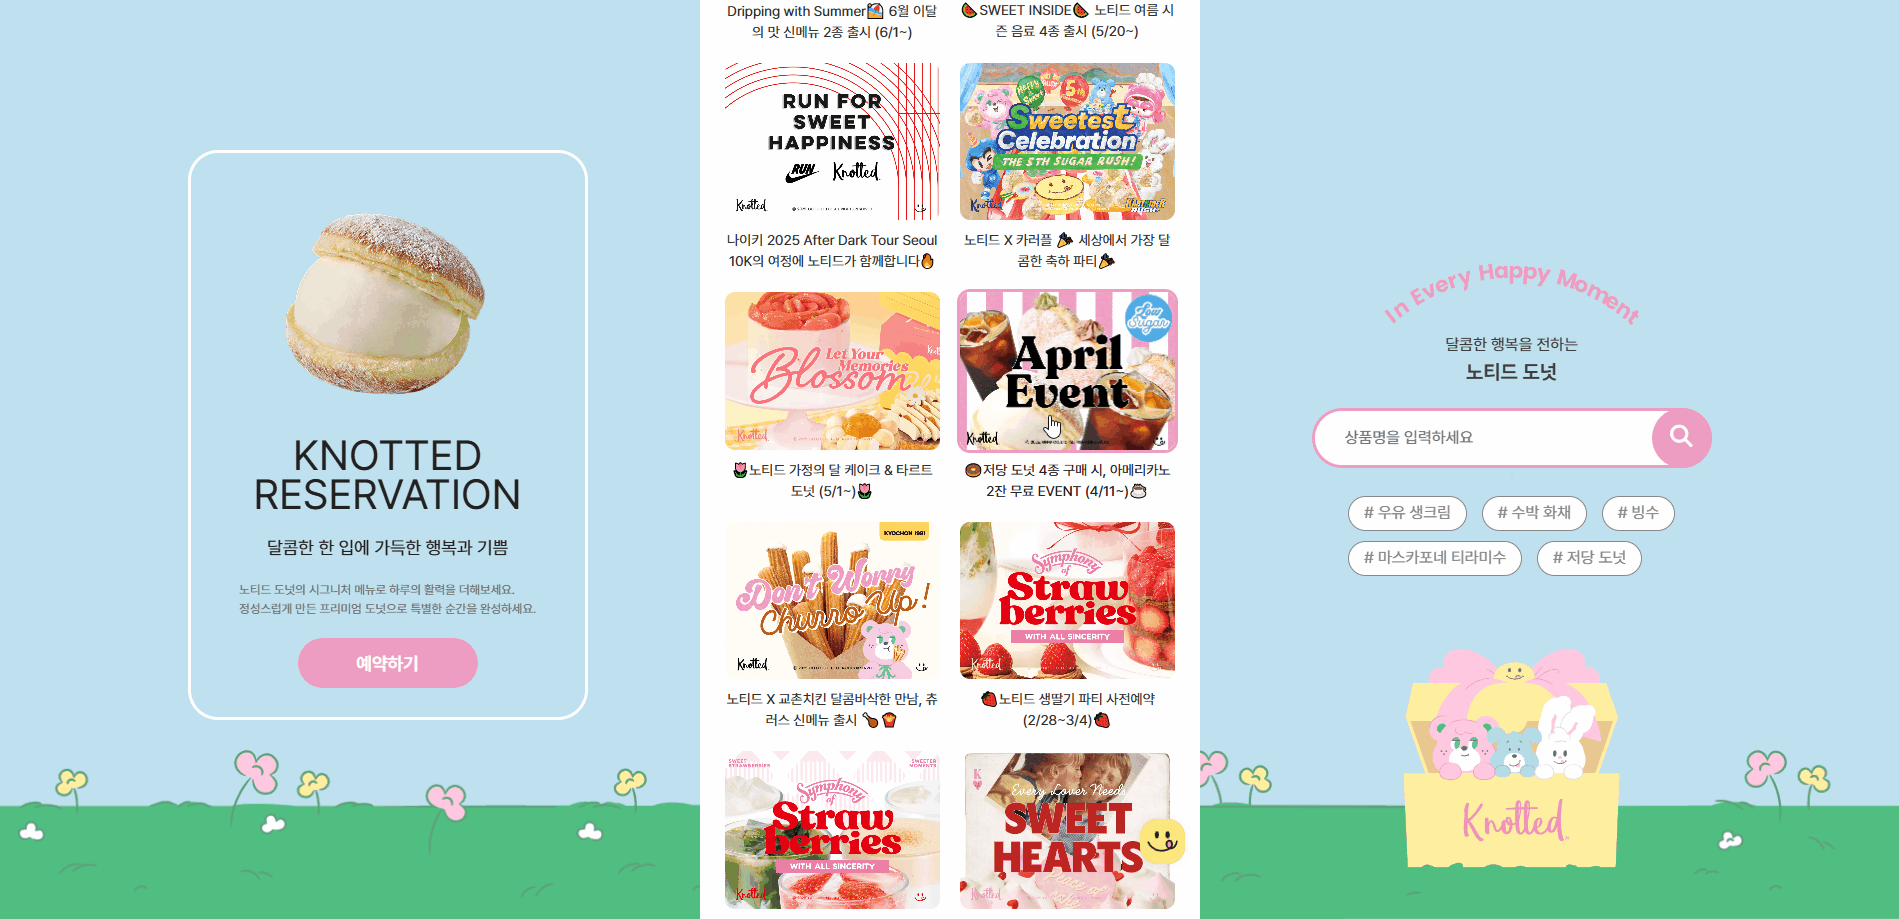 KNOTTED
RESERVATION
달콤한 한 입에 가득한 행복과 기쁨
노티드 도넛의 시그니처 메뉴로 하루의 활력을 더해보세요.
정성스럽게 만든 프리미엄 도넛으로 특별한 순간을 완성하세요.
예약하기
Dripping with Summer🏖️ 6월 이달
의 맛 신메뉴 2종 출시 (6/1~)
🍉SWEET INSIDE🍉 노티드 여름 시
즌 음료 4종 출시 (5/20~)
RUN FOR
SWEET
HAPPINESS
RUN Knotted
Knotted
나이키 2025 After Dark Tour Seoul
10K의 여정에 노티드가 함께합니다🔥
5th
Sweetest
Celebration
THE 5TH SUGAR RUSH!
Knotted
노티드 X 카러플 🎉 세상에서 가장 달
콤한 축하 파티🎉
Let Your
Memories
Blossom
Knotted
🌷노티드 가정의 달 케이크 & 타르트
도넛 (5/1~)🌷
Low
Sugar
April
Event
Knotted
🍩저당 도넛 4종 구매 시, 아메리카노
2잔 무료 EVENT (4/11~)☕
KYOCHON 1991
Don't Worry
Churro Up!
Knotted
노티드 X 교촌치킨 달콤바삭한 만남, 츄
러스 신메뉴 출시 🍗🍟
Symphony
of
Straw
berries
WITH ALL SINCERITY
Knotted
🍓노티드 생딸기 파티 사전예약
(2/28~3/4)🍓
SWEET
STRAWBERRIES
SWEETER
MOMENTS
Symphony
of
Straw
berries
WITH ALL SINCERITY
Knotted
K
Every Lover Needs
SWEET
HEARTS
Peace of
Knotted
In Every Happy Moment
달콤한 행복을 전하는
노티드 도넛
상품명을 입력하세요
# 우유 생크림
# 수박 화채
# 빙수
# 마스카포네 티라미수
# 저당 도넛
Knotted